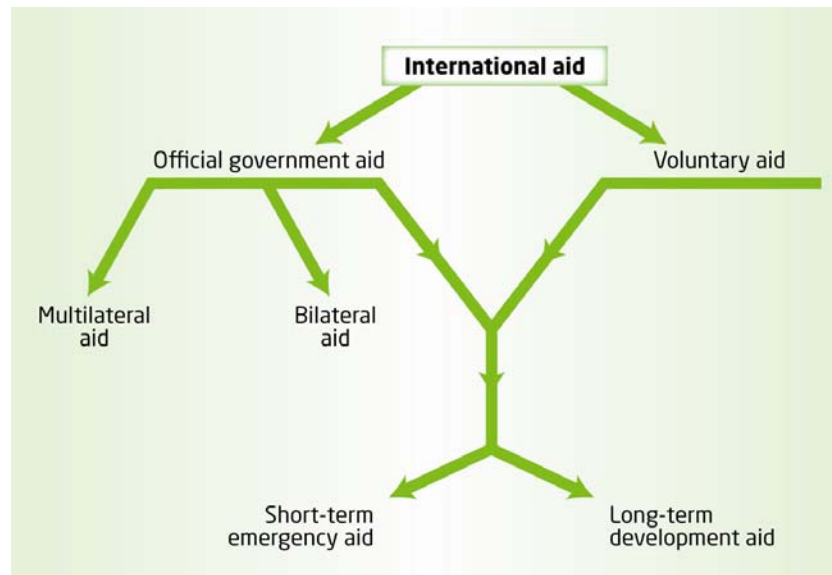 International aid
Official government aid
Voluntary aid
Multilateral
aid
Bilateral
aid
Short-term
emergency aid
Long-term
development aid